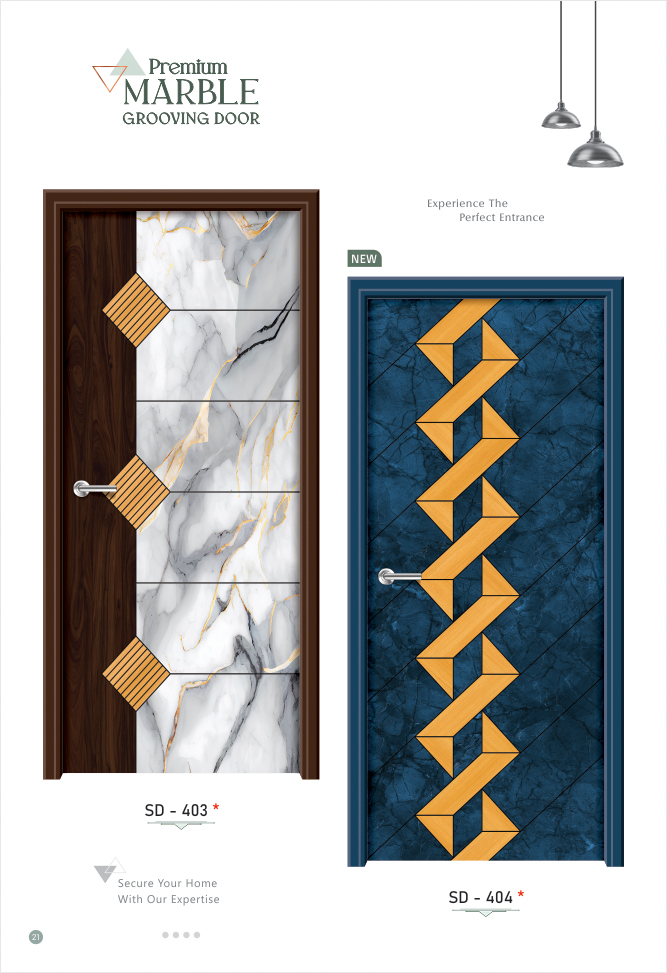 Premium
MARBLE
GROOVING DOOR
Experience The
Perfect Entrance
NEW
SD - 403 *
SD - 404 *
Secure Your Home
With Our Expertise
21